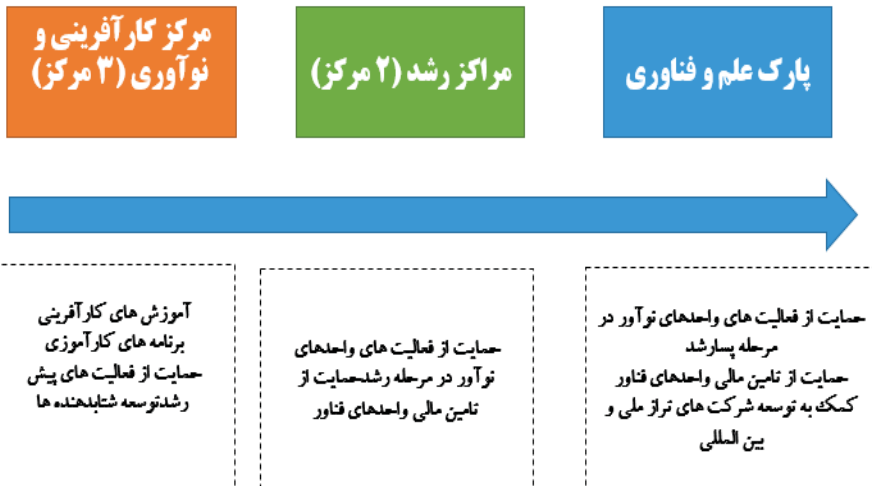 مرکز کارآفرینی و
نوآوری (۳ مرکز)
مراکز رشد (۲ مرکز)
پارک علم و فناوری
آموزش های کارآفرینی
برنامه های کارآموزی
حمایت از فعالیت های پیش
رشدتوسعه شتابدهنده ها
حمایت از فعالیت های واحدهای
نوآور در مرحله رشدحمایت از
تامین مالی واحدهای فناور
حمایت از فعالیت های واحدهای نوآور در
مرحله پسارشد
حمایت از تامین مالی واحدهای فناور
کمک به توسعه شرکت های تراز ملی و
بین المللی